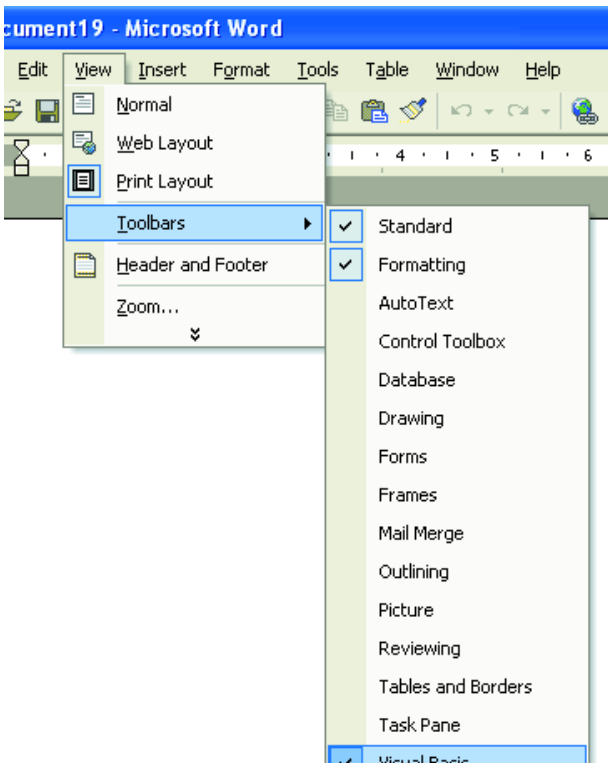 cument19 - Microsoft Word
Edit View Insert Format Tools Table Window Help
Normal
Web Layout
4 5 6
Print Layout
Toolbars
Standard
Header and Footer
Formatting
Zoom...
AutoText
Control Toolbox
Database
Drawing
Forms
Frames
Mail Merge
Outlining
Picture
Reviewing
Tables and Borders
Task Pane
Visual Basic